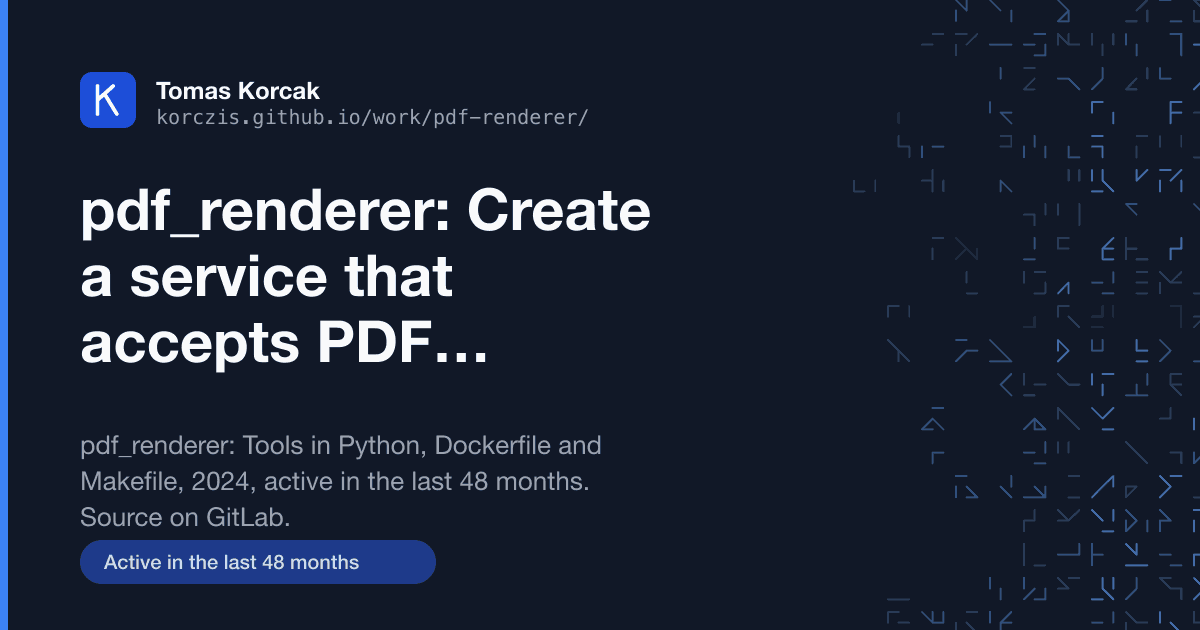 K
Tomas Korcak
korczis.github.io/work/pdf-renderer/
pdf_renderer: Create
a service that
accepts PDF…
pdf_renderer: Tools in Python, Dockerfile and
Makefile, 2024, active in the last 48 months.
Source on GitLab.
Active in the last 48 months